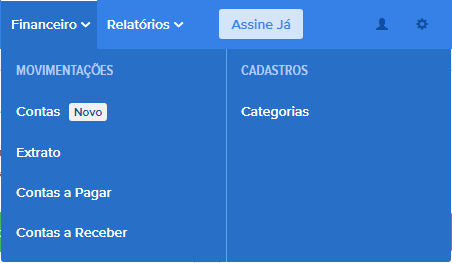 Financeiro Relatórios Assine Já
MOVIMENTAÇÕES
Contas Novo
Extrato
Contas a Pagar
Contas a Receber
CADASTROS
Categorias